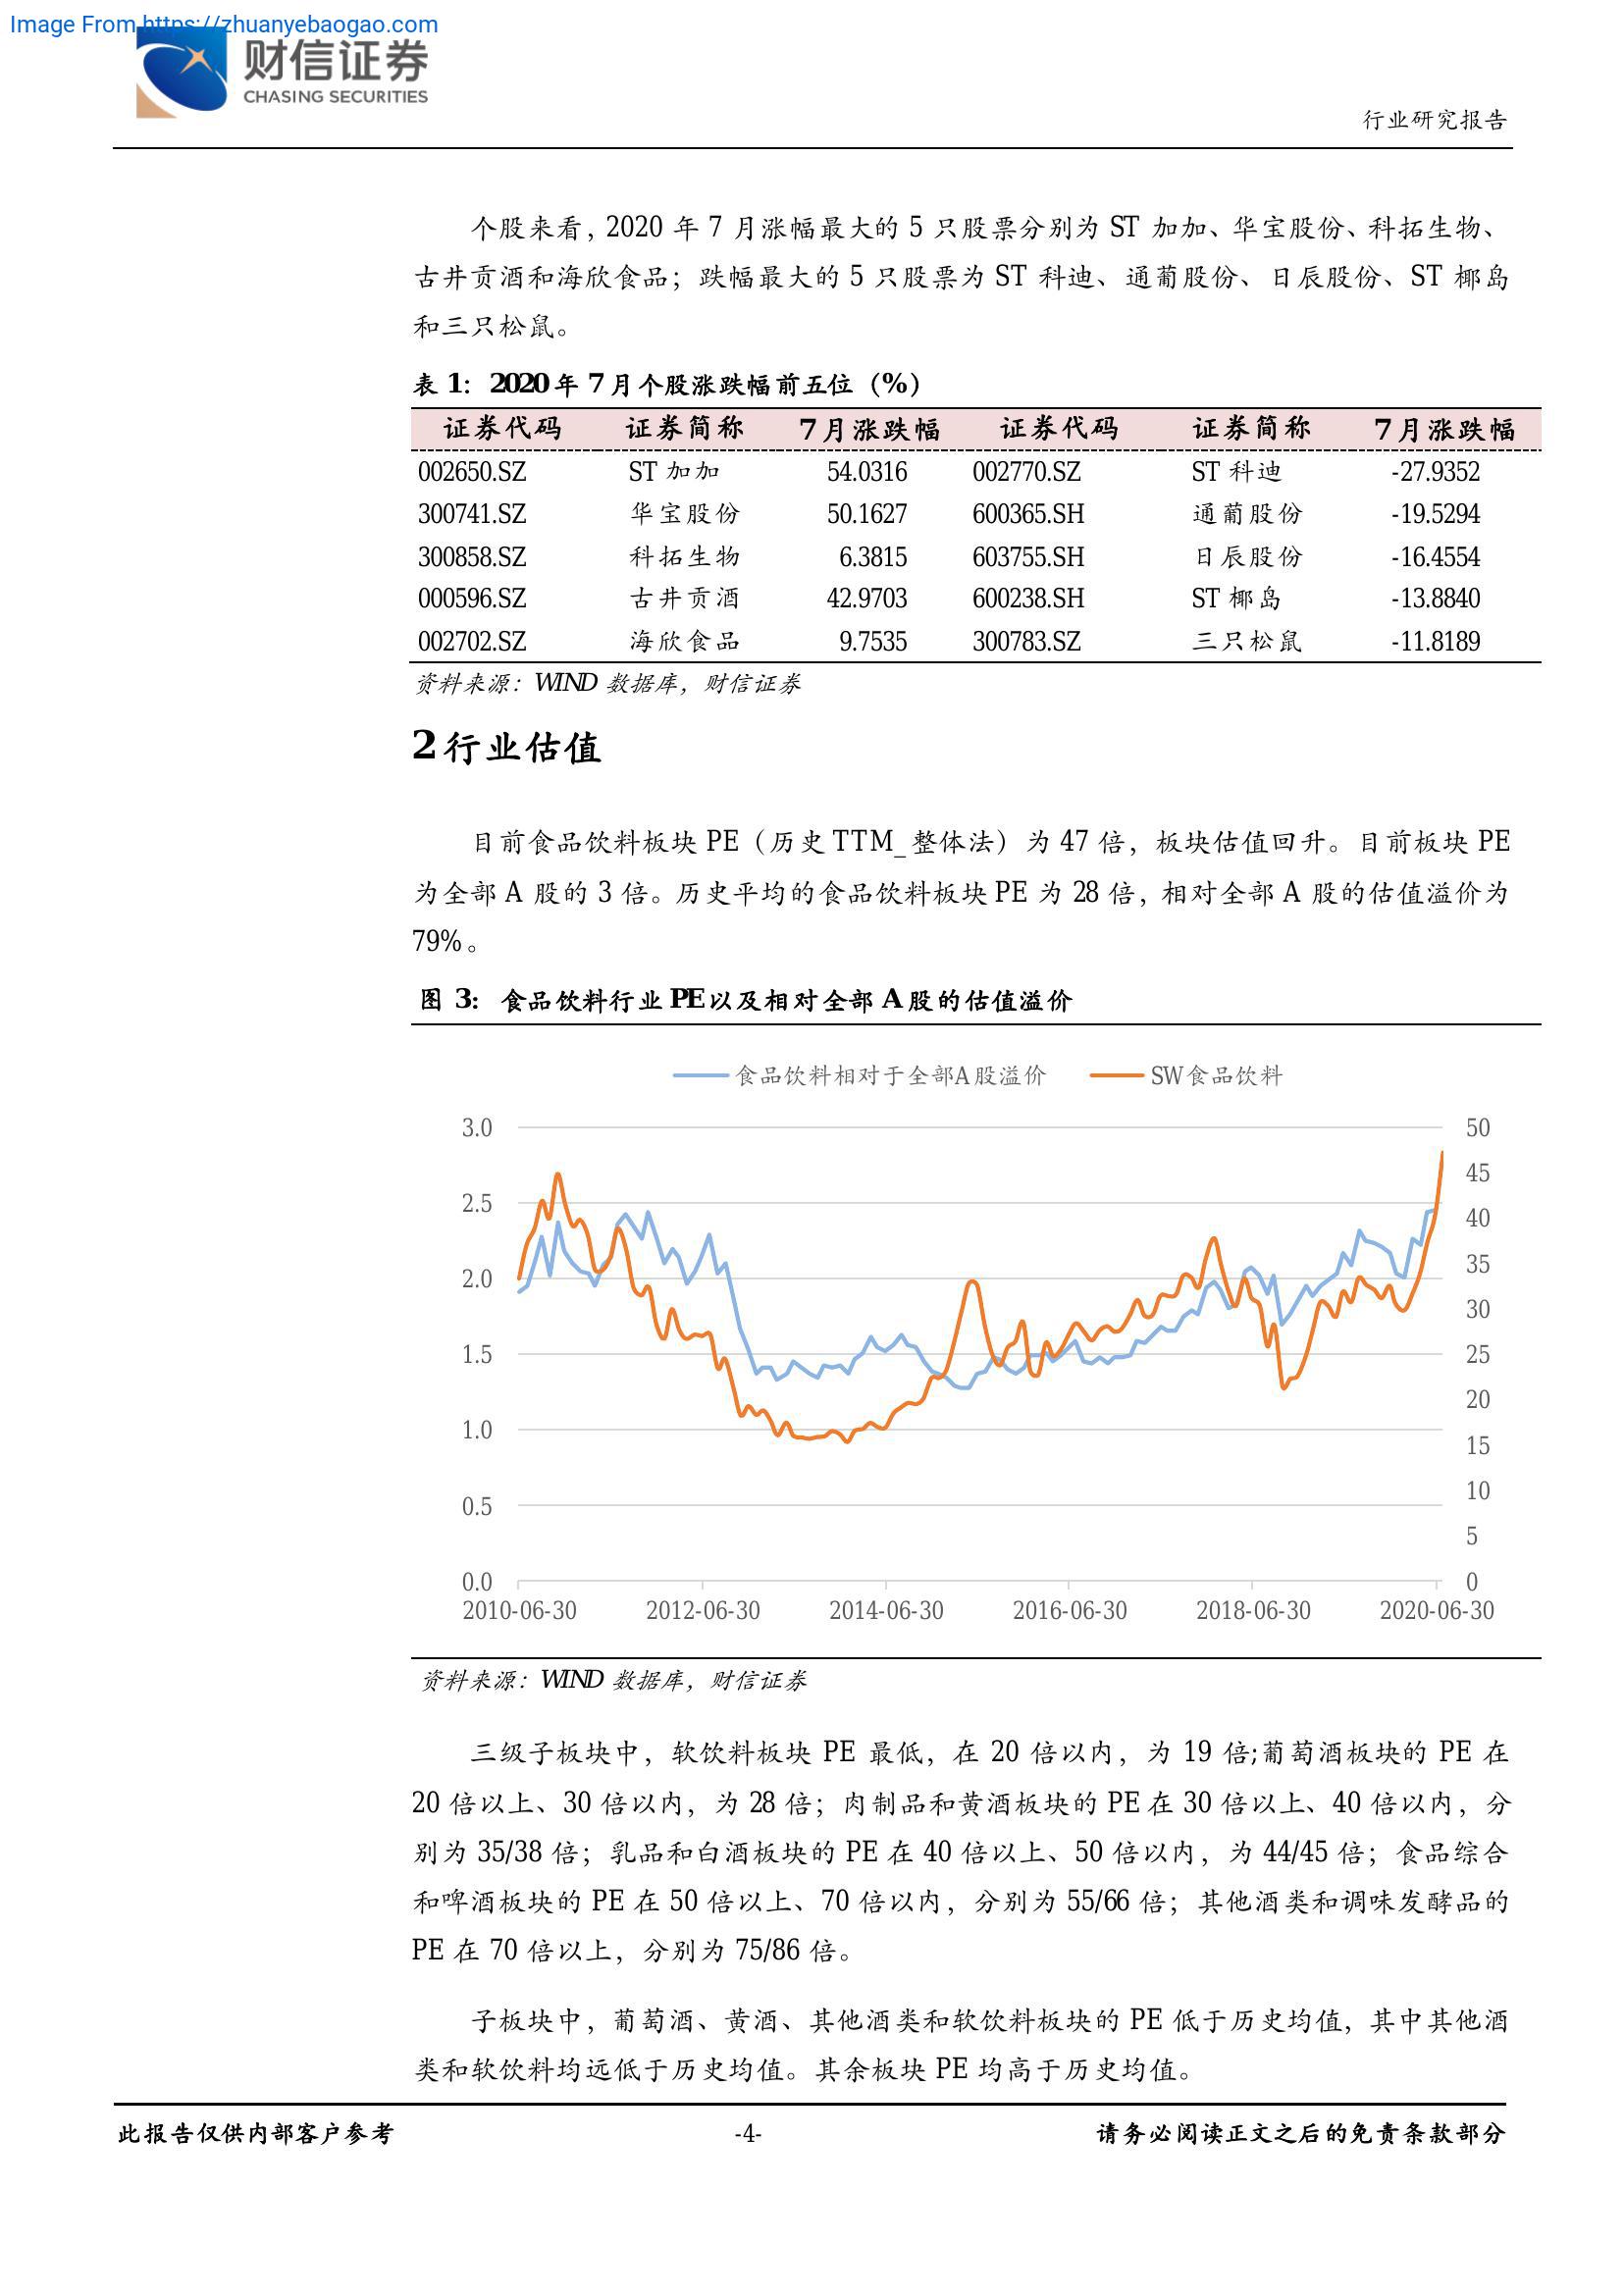 Image From https://zhuanyebaogao.com
财信证券
CHASING SECURITIES
行业研究报告
个股来看，2020 年 7 月涨幅最大的 5 只股票分别为 ST 加加、华宝股份、科拓生物、
古井贡酒和海欣食品；跌幅最大的 5 只股票为 ST 科迪、通葡股份、日辰股份、ST 椰岛
和三只松鼠。
表 1：2020 年 7 月个股涨跌幅前五位（%）
证券代码 证券简称 7 月涨跌幅 证券代码 证券简称 7 月涨跌幅
002650.SZ ST 加加 54.0316 002770.SZ ST 科迪 -27.9352
300741.SZ 华宝股份 50.1627 600365.SH 通葡股份 -19.5294
300858.SZ 科拓生物 6.3815 603755.SH 日辰股份 -16.4554
000596.SZ 古井贡酒 42.9703 600238.SH ST 椰岛 -13.8840
002702.SZ 海欣食品 9.7535 300783.SZ 三只松鼠 -11.8189
资料来源：WIND 数据库，财信证券
2 行业估值
目前食品饮料板块 PE（历史 TTM_整体法）为 47 倍，板块估值回升。目前板块 PE
为全部 A 股的 3 倍。历史平均的食品饮料板块 PE 为 28 倍，相对全部 A 股的估值溢价为
79%。
图 3：食品饮料行业 PE 以及相对全部 A 股的估值溢价
食品饮料相对于全部A股溢价 SW食品饮料
3.0 50
45
2.5
40
35
2.0
30
1.5 25
20
1.0
15
10
0.5
5
0.0 0
2010-06-30 2012-06-30 2014-06-30 2016-06-30 2018-06-30 2020-06-30
资料来源：WIND 数据库，财信证券
三级子板块中，软饮料板块 PE 最低，在 20 倍以内，为 19 倍;葡萄酒板块的 PE 在
20 倍以上、30 倍以内，为 28 倍；肉制品和黄酒板块的 PE 在 30 倍以上、40 倍以内，分
别为 35/38 倍；乳品和白酒板块的 PE 在 40 倍以上、50 倍以内，为 44/45 倍；食品综合
和啤酒板块的 PE 在 50 倍以上、70 倍以内，分别为 55/66 倍；其他酒类和调味发酵品的
PE 在 70 倍以上，分别为 75/86 倍。
子板块中，葡萄酒、黄酒、其他酒类和软饮料板块的 PE 低于历史均值，其中其他酒
类和软饮料均远低于历史均值。其余板块 PE 均高于历史均值。
此报告仅供内部客户参考 -4- 请务必阅读正文之后的免责条款部分